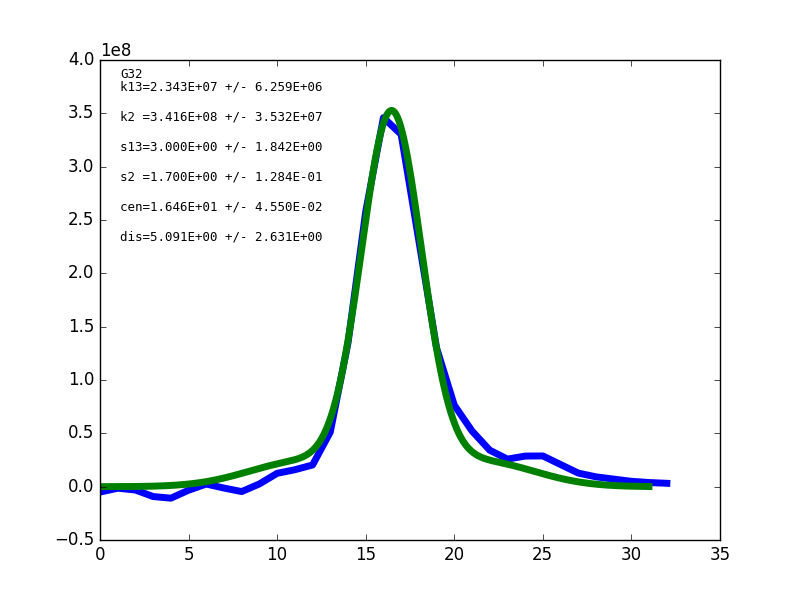 1e8
4.0
3.5
3.0
2.5
2.0
1.5
1.0
0.5
0.0
−0.5
G32
k13=2.343E+07 +/- 6.259E+06
k2 =3.416E+08 +/- 3.532E+07
s13=3.000E+00 +/- 1.842E+00
s2 =1.700E+00 +/- 1.284E-01
cen=1.646E+01 +/- 4.550E-02
dis=5.091E+00 +/- 2.631E+00
0 5 10 15 20 25 30 35